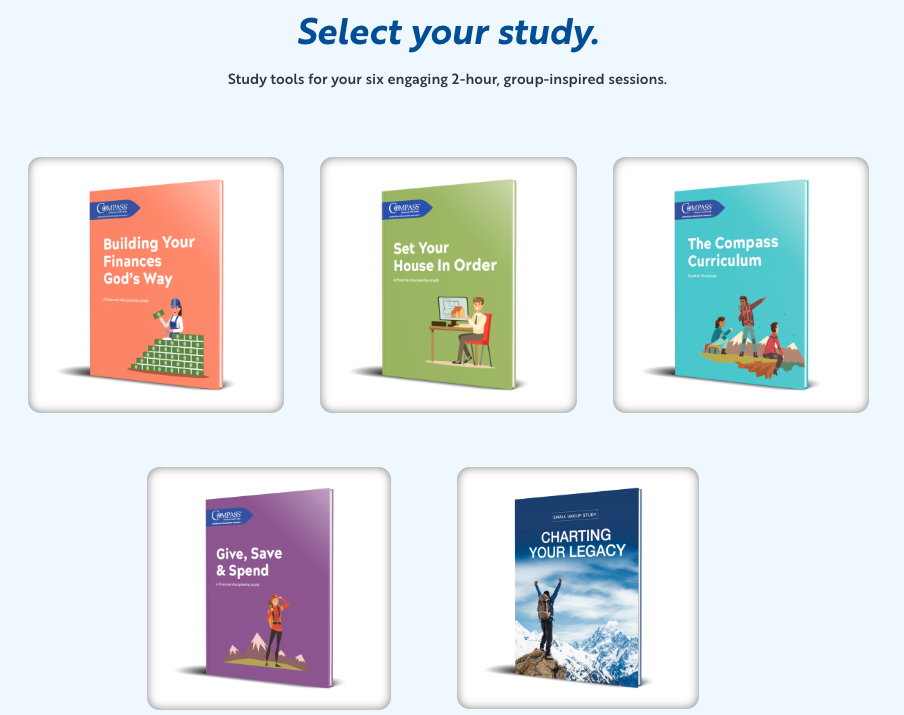 Select your study.
Study tools for your six engaging 2-hour, group-inspired sessions.
COMPASS
Building Your
Finances
God's Way
A financial discipleship study
COMPASS
Set Your
House In Order
A financial discipleship study
COMPASS
The Compass
Curriculum
Student Workbook
COMPASS
Give, Save
& Spend
A financial discipleship study
SMALL GROUP STUDY
CHARTING
YOUR LEGACY